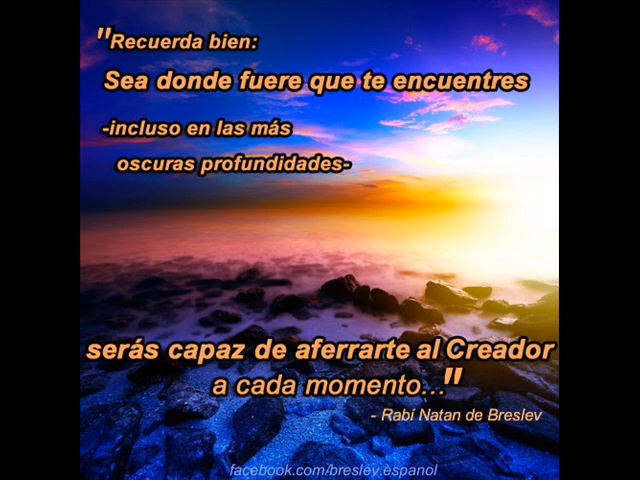 "Recuerda bien:
Sea donde fuere que te encuentres
-incluso en las más
oscuras profundidades-
serás capaz de aferrarte al Creador
a cada momento..."
- Rabí Natan de Breslev
facebook.com/breslev.espanol